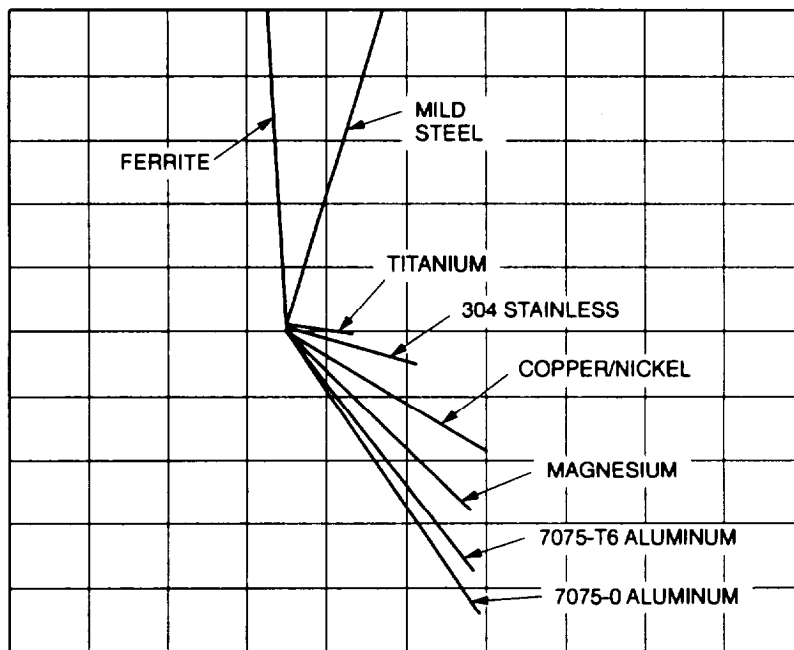 MILD
STEEL
FERRITE
TITANIUM
304 STAINLESS
COPPER/NICKEL
MAGNESIUM
7075-T6 ALUMINUM
7075-0 ALUMINUM